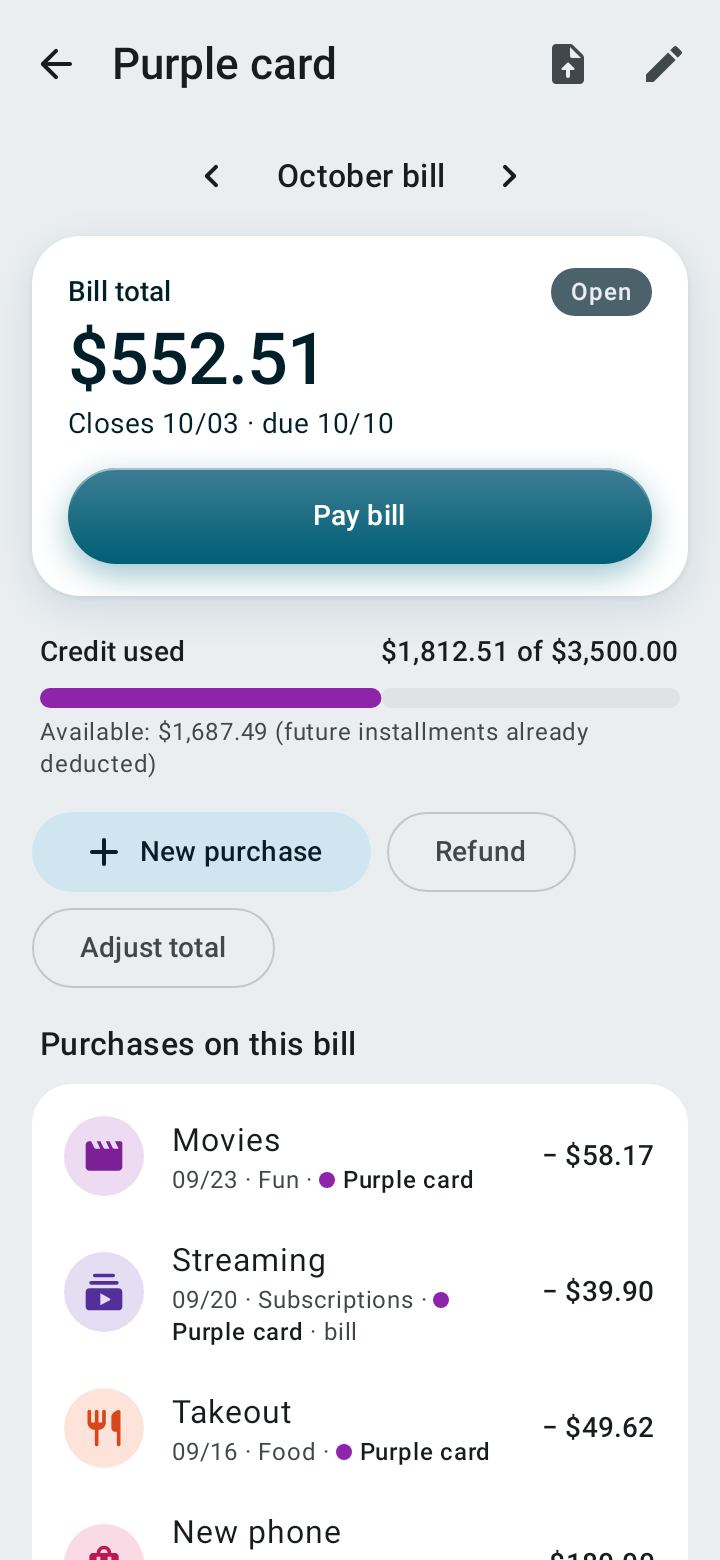 Purple card
October bill
Bill total
Open
$552.51
Closes 10/03 · due 10/10
Pay bill
Credit used
$1,812.51 of $3,500.00
Available: $1,687.49 (future installments already
deducted)
New purchase
Refund
Adjust total
Purchases on this bill
Movies
09/23 · Fun · Purple card
− $58.17
Streaming
09/20 · Subscriptions ·
Purple card · bill
− $39.90
Takeout
09/16 · Food · Purple card
− $49.62
New phone